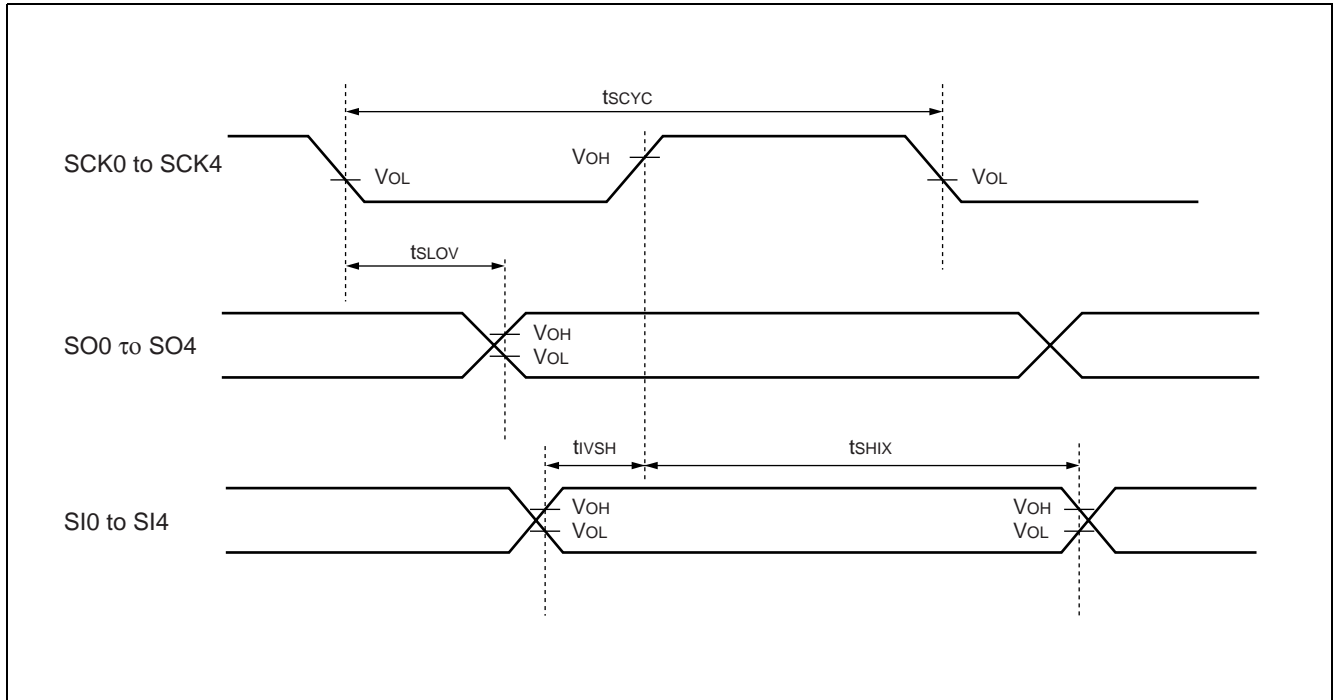 tSCYC
SCK0 to SCK4
VOH
VOL
VOL
tSLOV
SO0 το SO4
VOH
VOL
tIVSH
tSHIX
SI0 to SI4
VOH
VOL
VOH
VOL